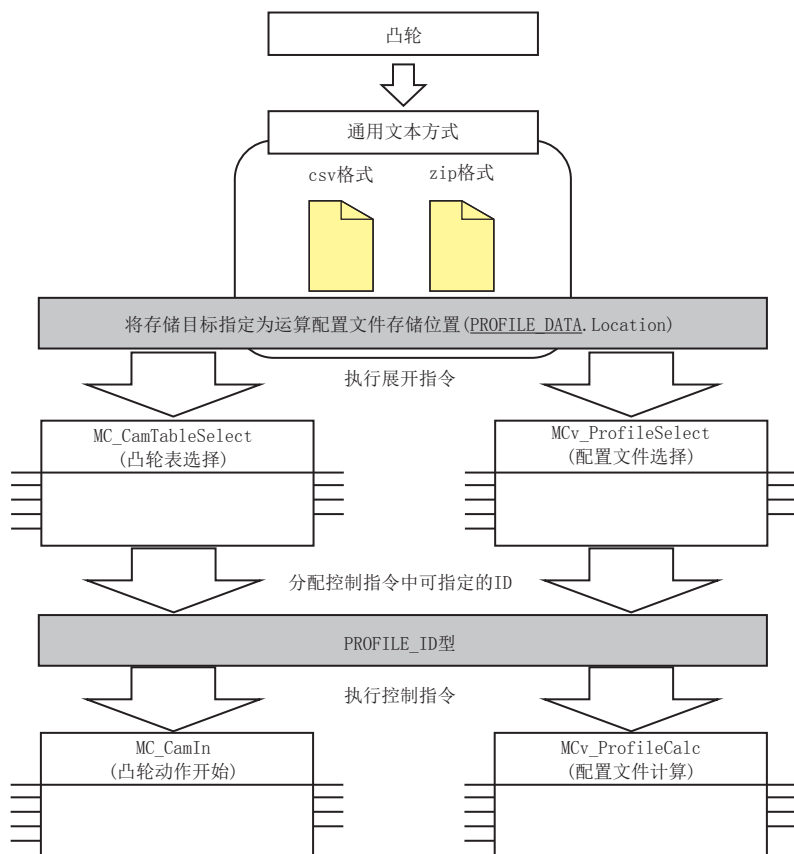 凸轮
通用文本方式
csv格式
zip格式
将存储目标指定为运算配置文件存储位置(PROFILE_DATA.Location)
执行展开指令
MC_CamTableSelect
(凸轮表选择)
MCv_ProfileSelect
(配置文件选择)
分配控制指令中可指定的ID
PROFILE_ID型
执行控制指令
MC_CamIn
(凸轮动作开始)
MCv_ProfileCalc
(配置文件计算)